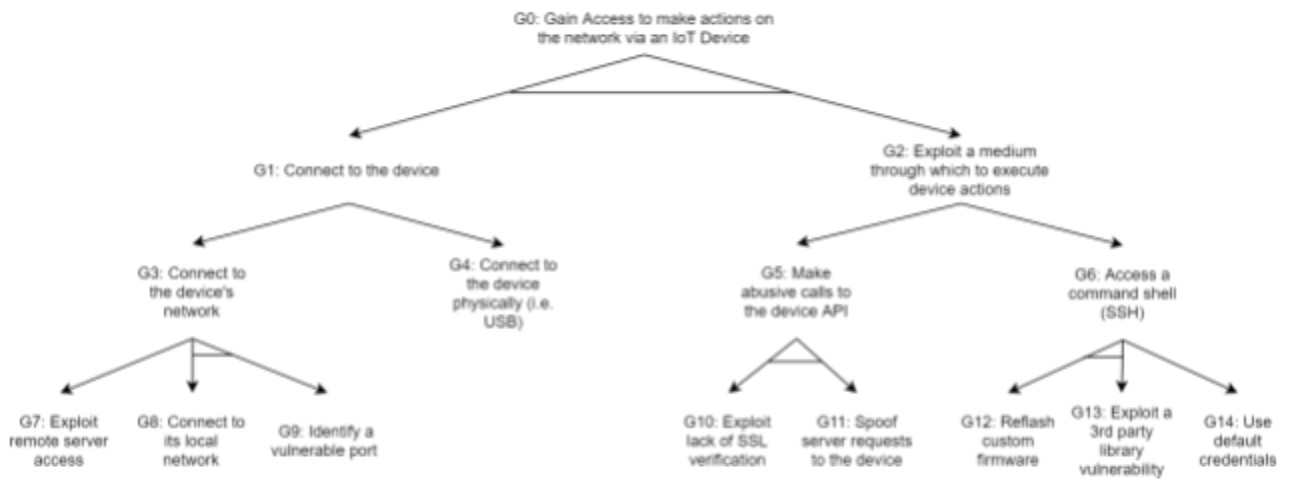 G0: Gain Access to make actions on
the network via an IoT Device
G1: Connect to the device
G2: Exploit a medium
through which to execute
device actions
G3: Connect to
the device's
network
G4: Connect to
the device
physically (i.e.
USB)
G5: Make
abusive calls to
the device API
G6: Access a
command shell
(SSH)
G7: Exploit
remote server
access
G8: Connect to
its local
network
G9: Identify a
vulnerable port
G10: Exploit
lack of SSL
verification
G11: Spoof
server requests
to the device
G12: Reflash
custom
firmware
G13: Exploit a
3rd party
library
vulnerability
G14: Use
default
credentials